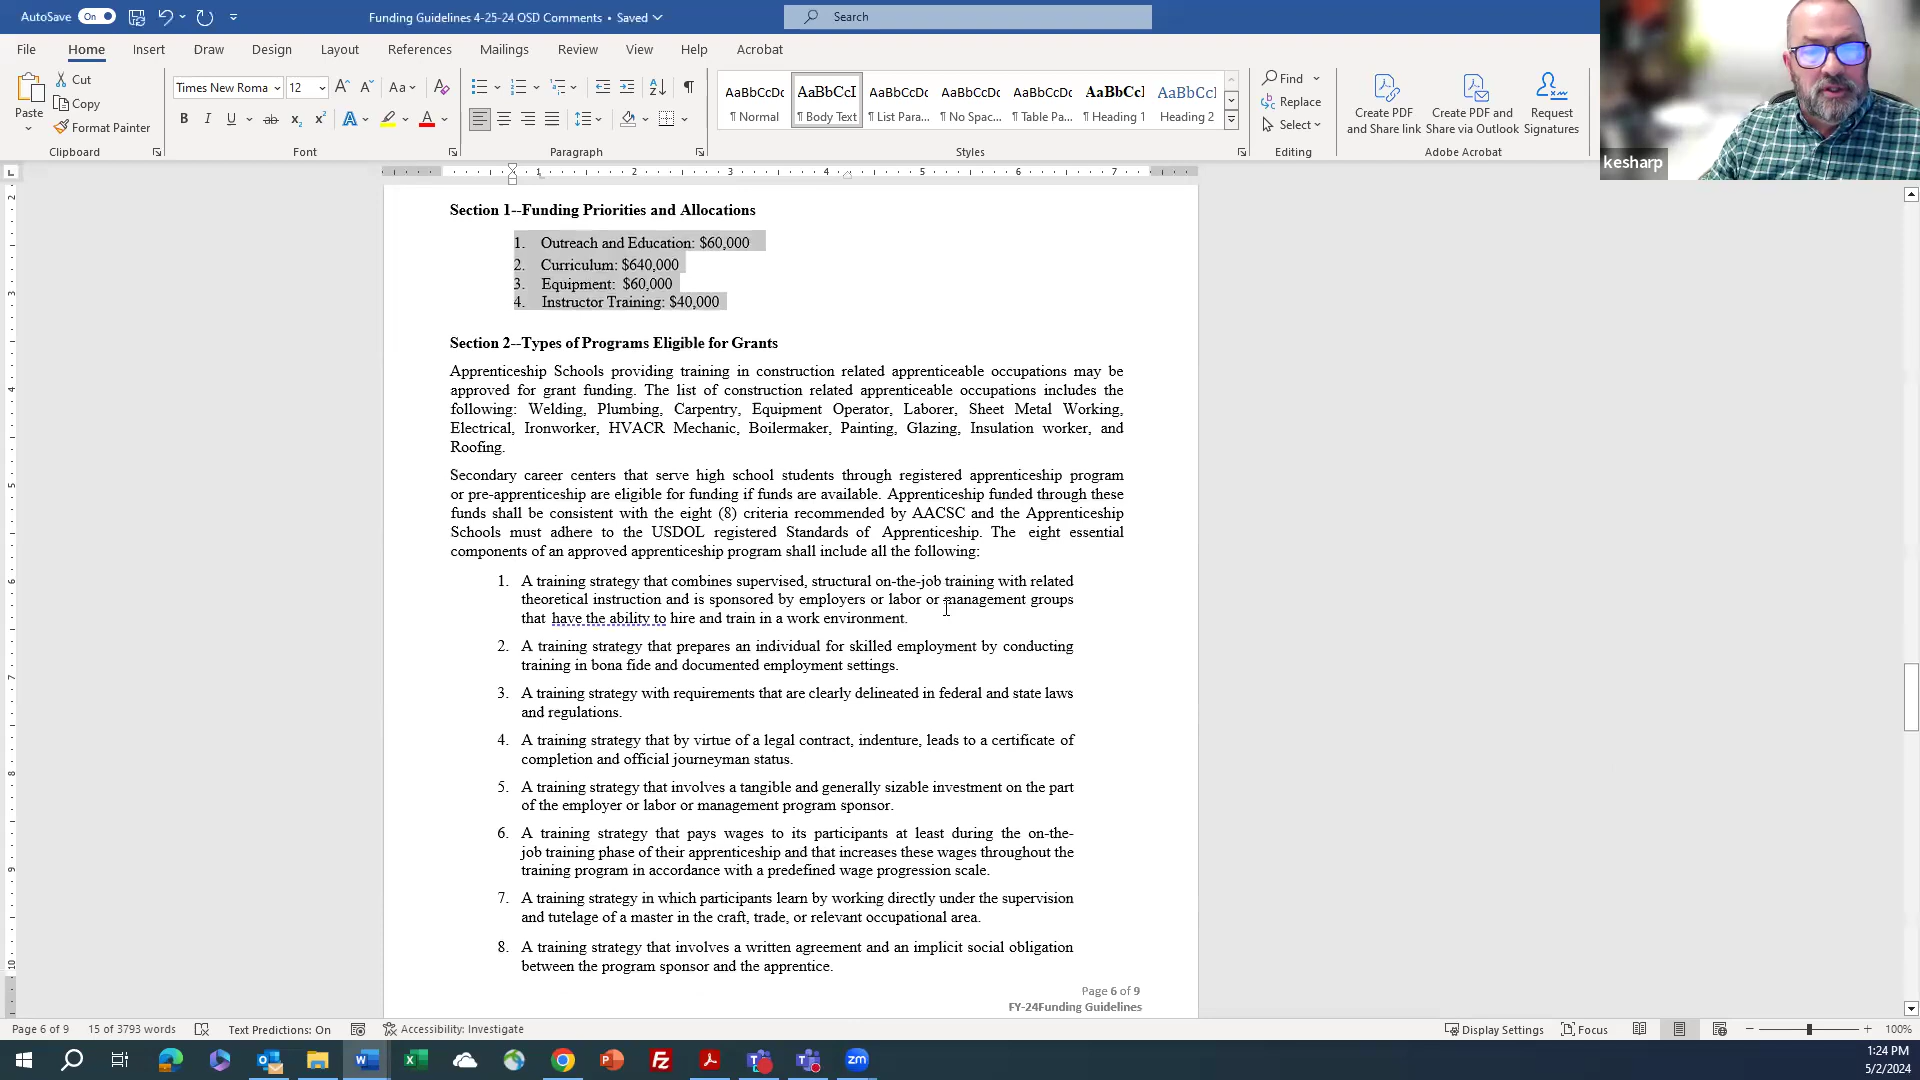 AutoSave On Funding Guidelines 4-25-24 OSD Comments • Saved Search
File Home Insert Draw Design Layout References Mailings Review View Help Acrobat
Paste Cut Copy Format Painter
Times New Roma 12
AaBbCcDc AaBbCcI AaBbCcDc AaBbCcDc AaBbCcDc AaBbCcI AaBbCcI
¶ Normal ¶ Body Text ¶ List Para... ¶ No Spac... ¶ Table Pa... ¶ Heading 1 Heading 2
Find Replace Select
Create PDF and Share link Create PDF and Share via Outlook Request Signatures
Clipboard Font Paragraph Styles Editing Adobe Acrobat
kesharp
Section 1--Funding Priorities and Allocations
1. Outreach and Education: $60,000
2. Curriculum: $640,000
3. Equipment: $60,000
4. Instructor Training: $40,000
Section 2--Types of Programs Eligible for Grants
Apprenticeship Schools providing training in construction related apprenticeable occupations may be
approved for grant funding. The list of construction related apprenticeable occupations includes the
following: Welding, Plumbing, Carpentry, Equipment Operator, Laborer, Sheet Metal Working,
Electrical, Ironworker, HVACR Mechanic, Boilermaker, Painting, Glazing, Insulation worker, and
Roofing.
Secondary career centers that serve high school students through registered apprenticeship program
or pre-apprenticeship are eligible for funding if funds are available. Apprenticeship funded through these
funds shall be consistent with the eight (8) criteria recommended by AACSC and the Apprenticeship
Schools must adhere to the USDOL registered Standards of Apprenticeship. The eight essential
components of an approved apprenticeship program shall include all the following:
1. A training strategy that combines supervised, structural on-the-job training with related
theoretical instruction and is sponsored by employers or labor or management groups
that have the ability to hire and train in a work environment.
2. A training strategy that prepares an individual for skilled employment by conducting
training in bona fide and documented employment settings.
3. A training strategy with requirements that are clearly delineated in federal and state laws
and regulations.
4. A training strategy that by virtue of a legal contract, indenture, leads to a certificate of
completion and official journeyman status.
5. A training strategy that involves a tangible and generally sizable investment on the part
of the employer or labor or management program sponsor.
6. A training strategy that pays wages to its participants at least during the on-the-
job training phase of their apprenticeship and that increases these wages throughout the
training program in accordance with a predefined wage progression scale.
7. A training strategy in which participants learn by working directly under the supervision
and tutelage of a master in the craft, trade, or relevant occupational area.
8. A training strategy that involves a written agreement and an implicit social obligation
between the program sponsor and the apprentice.
Page 6 of 9
FY-24Funding Guidelines
Page 6 of 9 15 of 3793 words Text Predictions: On Accessibility: Investigate Display Settings Focus 100%
1:24 PM
5/2/2024